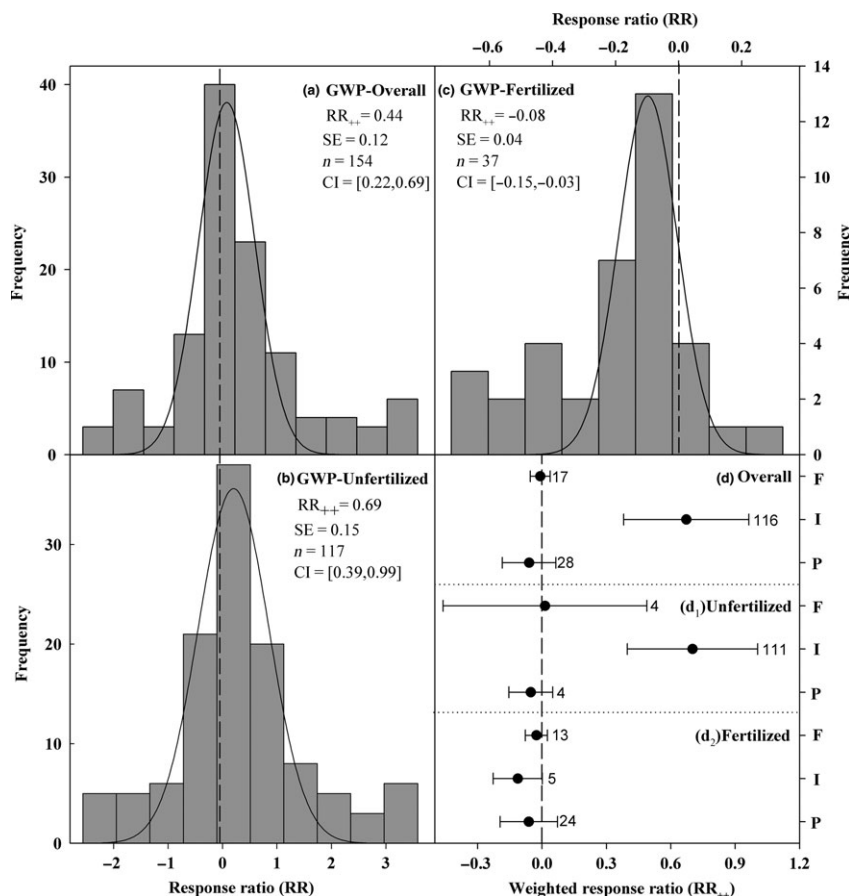 Response ratio (RR)
−0.6 −0.4 −0.2 0.0 0.2
40
30
20
10
0
Frequency
(a) GWP-Overall
RR++ = 0.44
SE = 0.12
n = 154
CI = [0.22,0.69]
(c) GWP-Fertilized
RR++ = −0.08
SE = 0.04
n = 37
CI = [−0.15,−0.03]
14
12
10
8
6
4
2
0
Frequency
30
20
10
0
Frequency
(b) GWP-Unfertilized
RR++ = 0.69
SE = 0.15
n = 117
CI = [0.39,0.99]
−2 −1 0 1 2 3
Response ratio (RR)
(d) Overall
17 F
116 I
28 P
(d1)Unfertilized
4 F
111 I
4 P
(d2)Fertilized
13 F
5 I
24 P
−0.3 0.0 0.3 0.6 0.9 1.2
Weighted response ratio (RR++)